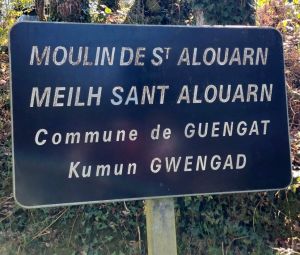 MOULIN DE ST ALOUARN
MEILH SANT ALOUARN
Commune de GUENGAT
Kumun GWENGAD